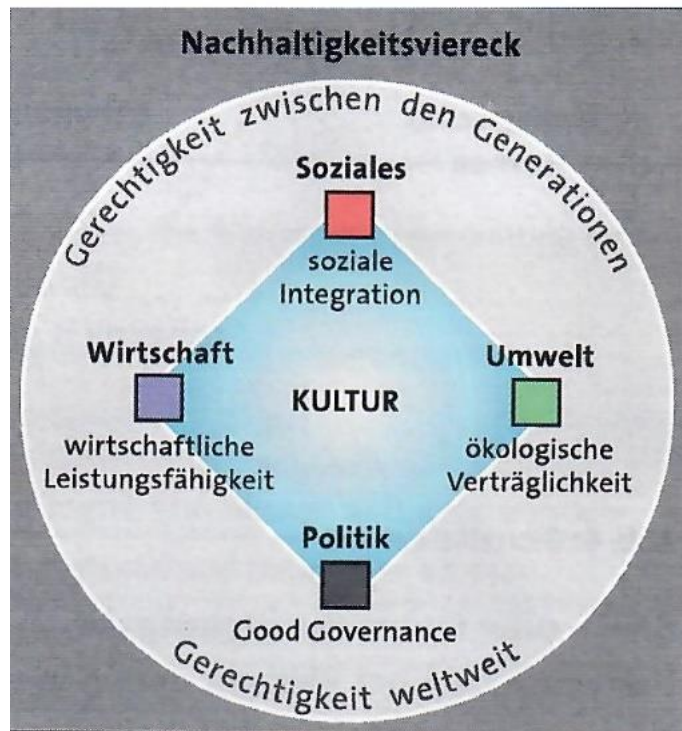 Nachhaltigkeitsviereck
Gerechtigkeit zwischen den Generationen
Soziales
soziale
Integration
Wirtschaft
wirtschaftliche
Leistungsfähigkeit
KULTUR
Umwelt
ökologische
Verträglichkeit
Politik
Good Governance
Gerechtigkeit weltweit